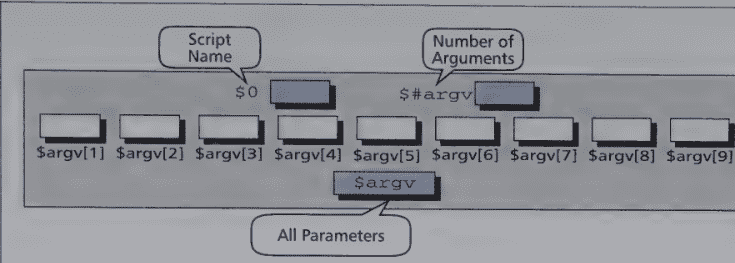 Script
Name
Number of
Arguments
$0
$#argv
$argv[1] $argv[2] $argv[3] $argv[4] $argv[5] $argv[6] $argv[7] $argv[8] $argv[9]
$argv
All Parameters